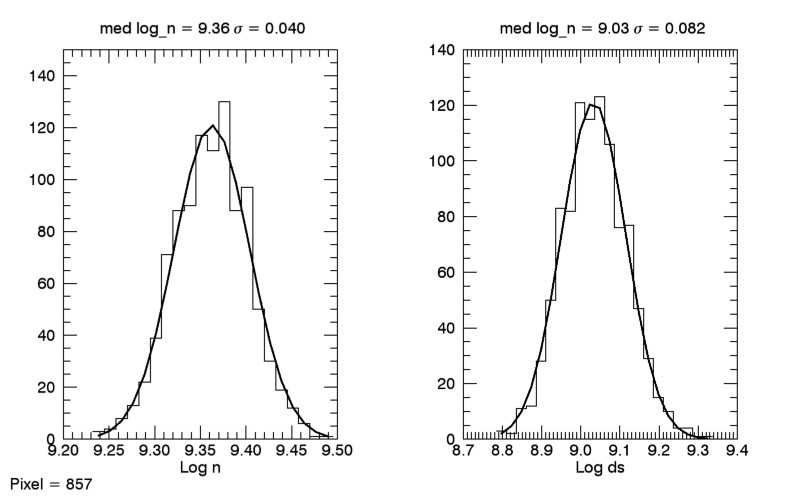 med log_n = 9.36 σ = 0.040
med log_n = 9.03 σ = 0.082
140
120
100
80
60
40
20
0
9.20 9.25 9.30 9.35 9.40 9.45 9.50
Log n
140
120
100
80
60
40
20
0
8.7 8.8 8.9 9.0 9.1 9.2 9.3 9.4
Log ds
Pixel = 857